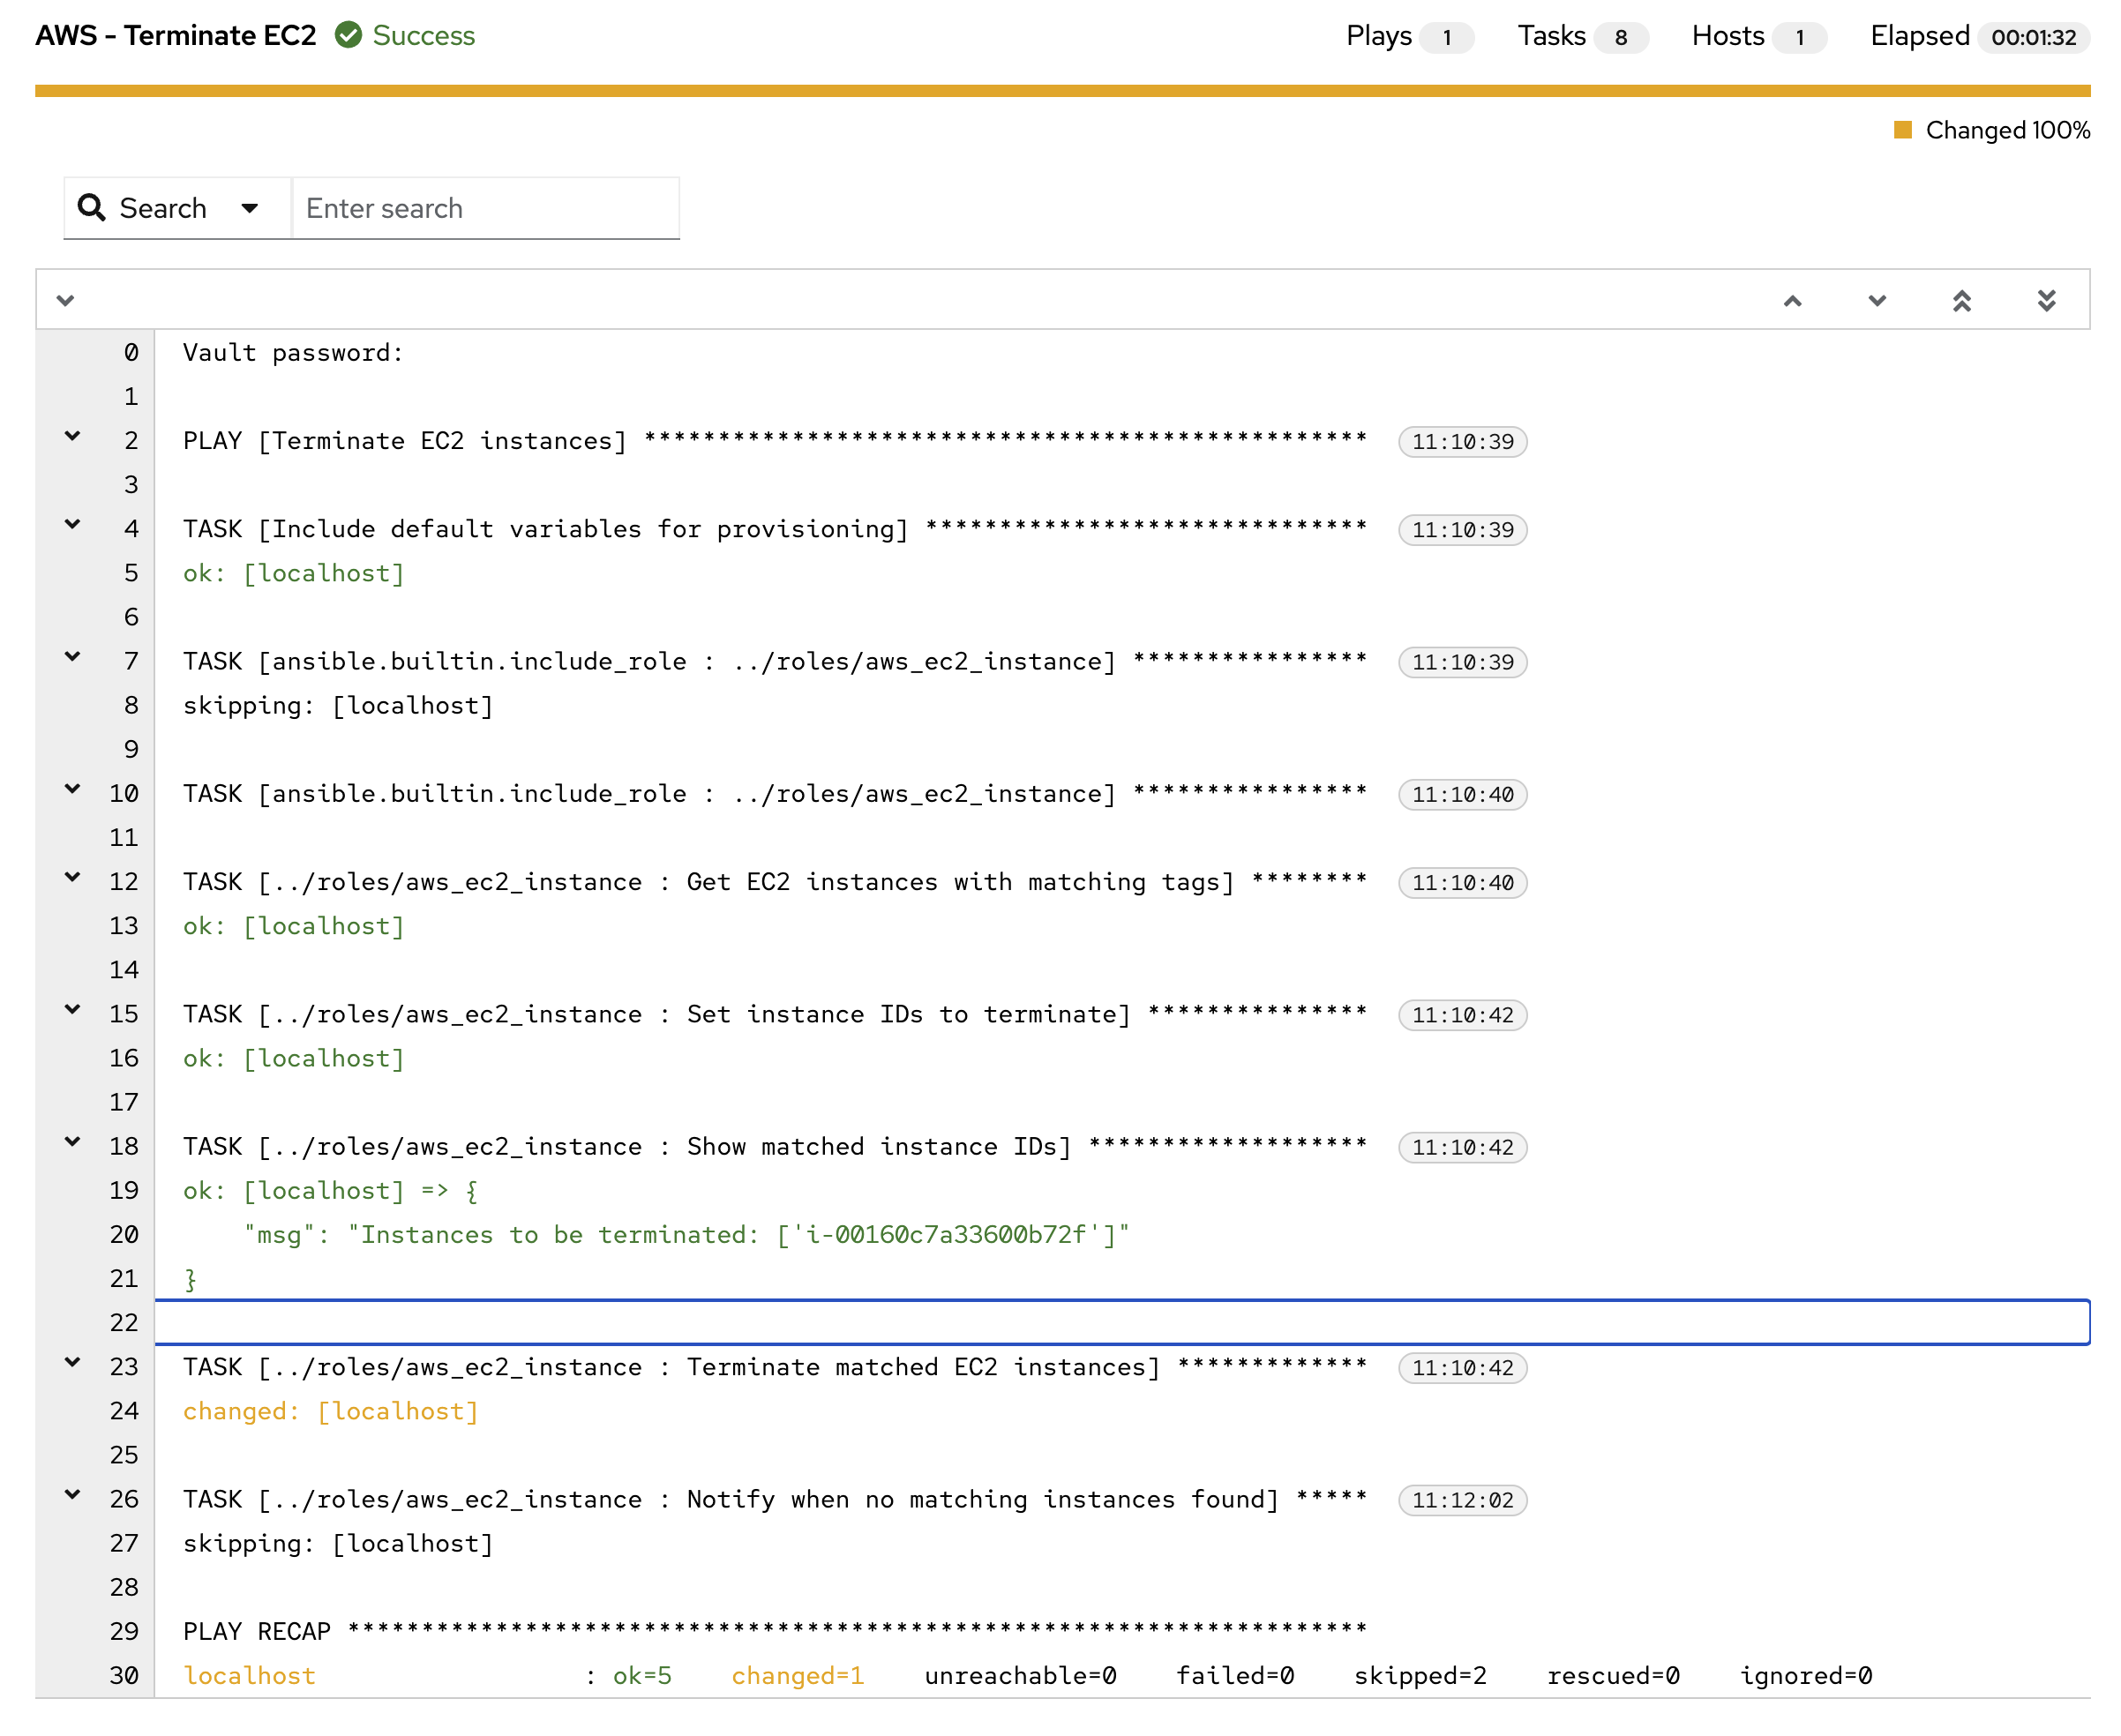 AWS - Terminate EC2 Success Plays 1 Tasks 8 Hosts 1 Elapsed 00:01:32
Changed 100%
Search Enter search
0 Vault password:
1
2 PLAY [Terminate EC2 instances] ************************************************* 11:10:39
3
4 TASK [Include default variables for provisioning] ****************************** 11:10:39
5 ok: [localhost]
6
7 TASK [ansible.builtin.include_role : ../roles/aws_ec2_instance] **************** 11:10:39
8 skipping: [localhost]
9
10 TASK [ansible.builtin.include_role : ../roles/aws_ec2_instance] **************** 11:10:40
11
12 TASK [../roles/aws_ec2_instance : Get EC2 instances with matching tags] ******** 11:10:40
13 ok: [localhost]
14
15 TASK [../roles/aws_ec2_instance : Set instance IDs to terminate] *************** 11:10:42
16 ok: [localhost]
17
18 TASK [../roles/aws_ec2_instance : Show matched instance IDs] ******************* 11:10:42
19 ok: [localhost] => {
20 "msg": "Instances to be terminated: ['i-00160c7a33600b72f']"
21 }
22
23 TASK [../roles/aws_ec2_instance : Terminate matched EC2 instances] ************* 11:10:42
24 changed: [localhost]
25
26 TASK [../roles/aws_ec2_instance : Notify when no matching instances found] ***** 11:12:02
27 skipping: [localhost]
28
29 PLAY RECAP *********************************************************************
30 localhost : ok=5 changed=1 unreachable=0 failed=0 skipped=2 rescued=0 ignored=0